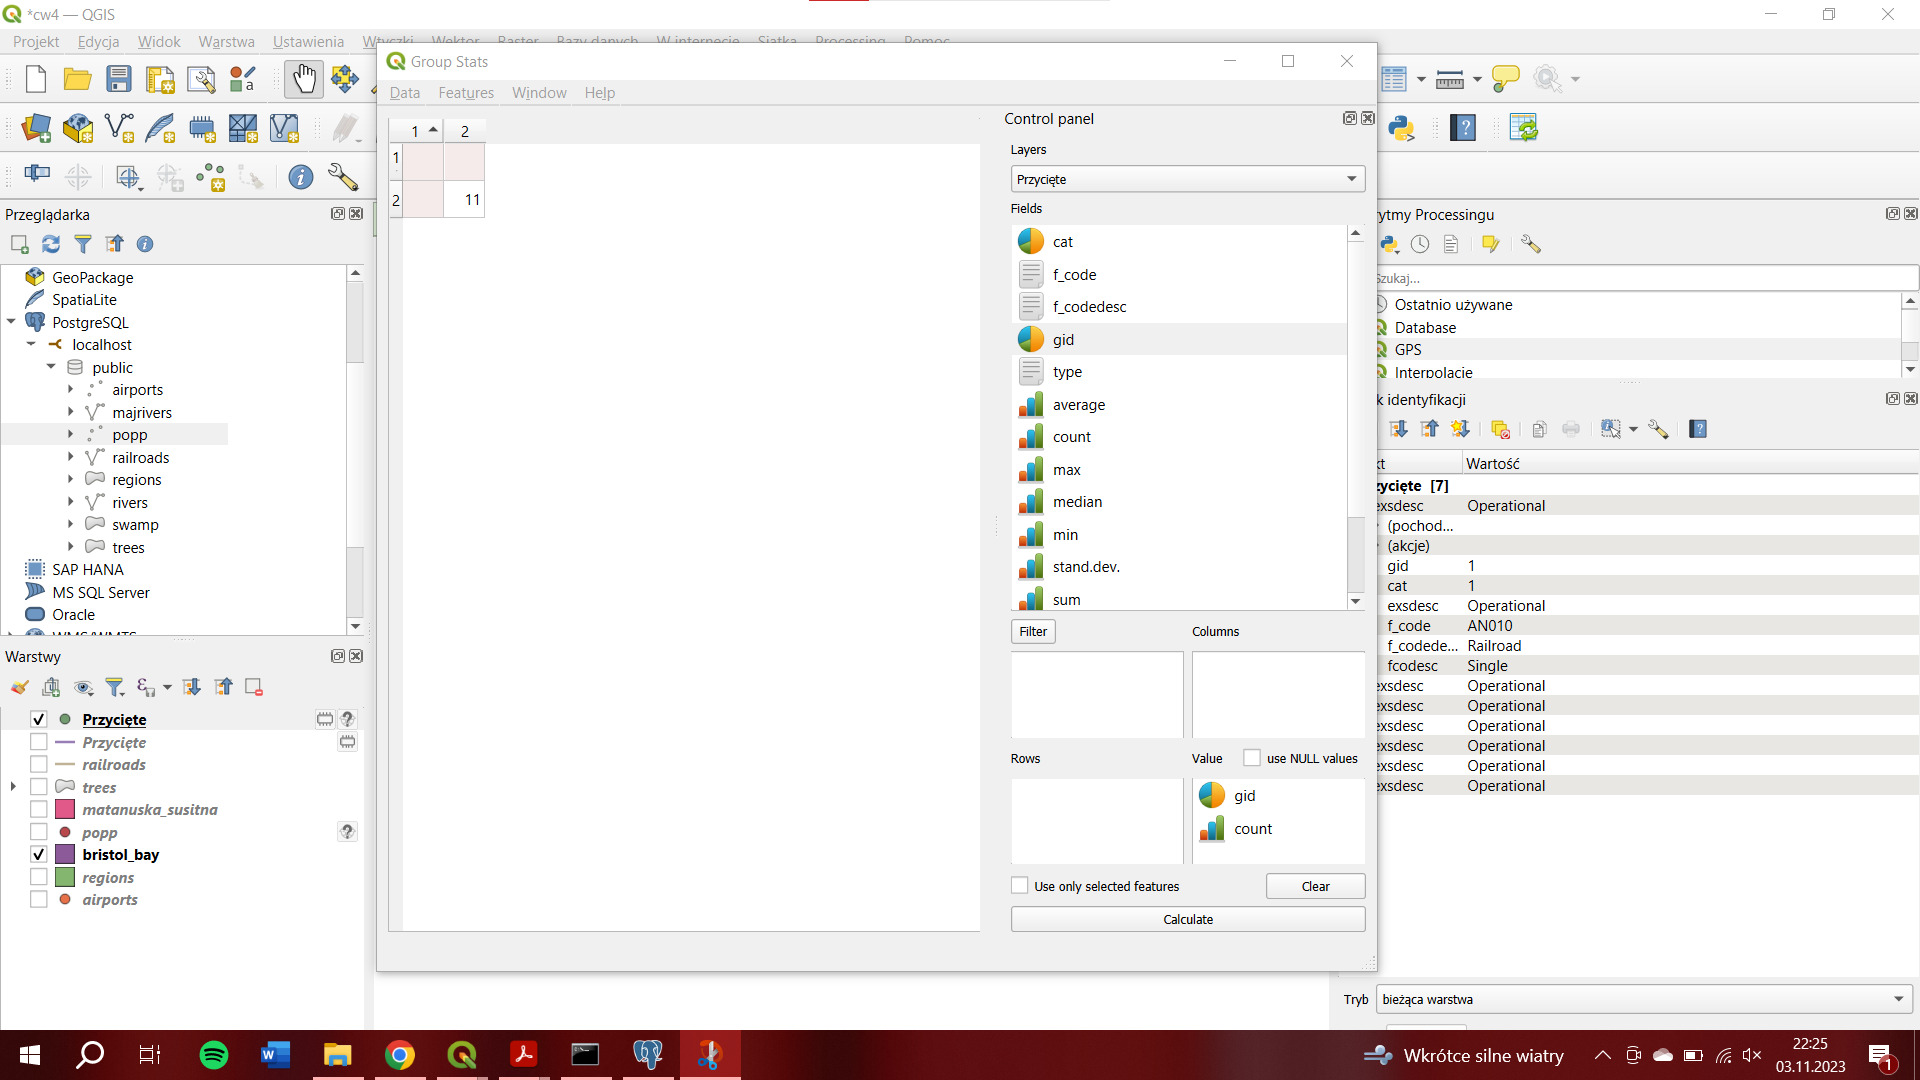 *cw4 — QGIS
Projekt Edycja Widok Warstwa Ustawienia Wtyczki Wektor Raster Bazy danych W internecie Siatka Processing Pomoc
Przeglądarka
GeoPackage
SpatiaLite
PostgreSQL
localhost
public
airports
majrivers
popp
railroads
regions
rivers
swamp
trees
SAP HANA
MS SQL Server
Oracle
WMS/WMTS
Warstwy
Przycięte
Przycięte
railroads
trees
matanuska_susitna
popp
bristol_bay
regions
airports
Group Stats
Data Features Window Help
1 2
1
2 11
Control panel
Layers
Przycięte
Fields
cat
f_code
f_codedesc
gid
type
average
count
max
median
min
stand.dev.
sum
Filter
Columns
Rows
Value
use NULL values
gid
count
Use only selected features
Clear
Calculate
rytmy Processingu
Szukaj...
Ostatnio używane
Database
GPS
Interpolacje
k identyfikacji
kt Wartość
zycięte [7]
exsdesc Operational
(pochod...
(akcje)
gid 1
cat 1
exsdesc Operational
f_code AN010
f_codede... Railroad
fcodesc Single
exsdesc Operational
exsdesc Operational
exsdesc Operational
exsdesc Operational
exsdesc Operational
exsdesc Operational
Tryb bieżąca warstwa
Wkrótce silne wiatry
22:25
03.11.2023
1